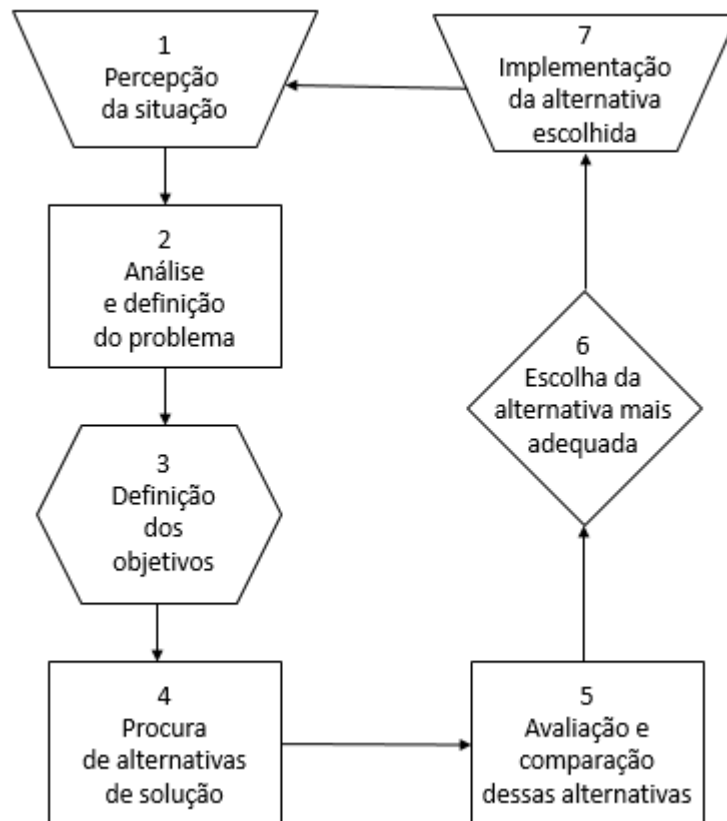 1
Percepção
da situação
2
Análise
e definição
do problema
3
Definição
dos
objetivos
4
Procura
de alternativas
de solução
5
Avaliação e
comparação
dessas alternativas
6
Escolha da
alternativa mais
adequada
7
Implementação
da alternativa
escolhida